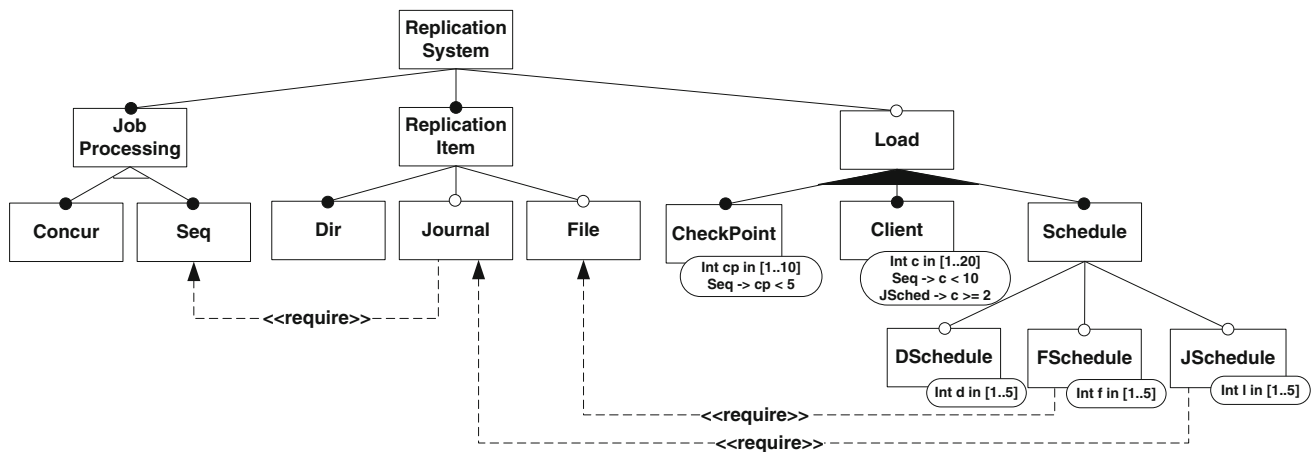 Replication
System
Job
Processing
Replication
Item
Load
Concur
Seq
Dir
Journal
File
CheckPoint
Int cp in [1..10]
Seq -> cp < 5
Client
Int c in [1..20]
Seq -> c < 10
JSched -> c >= 2
Schedule
<<require>>
DSchedule
Int d in [1..5]
FSchedule
Int f in [1..5]
JSchedule
Int l in [1..5]
<<require>>
<<require>>